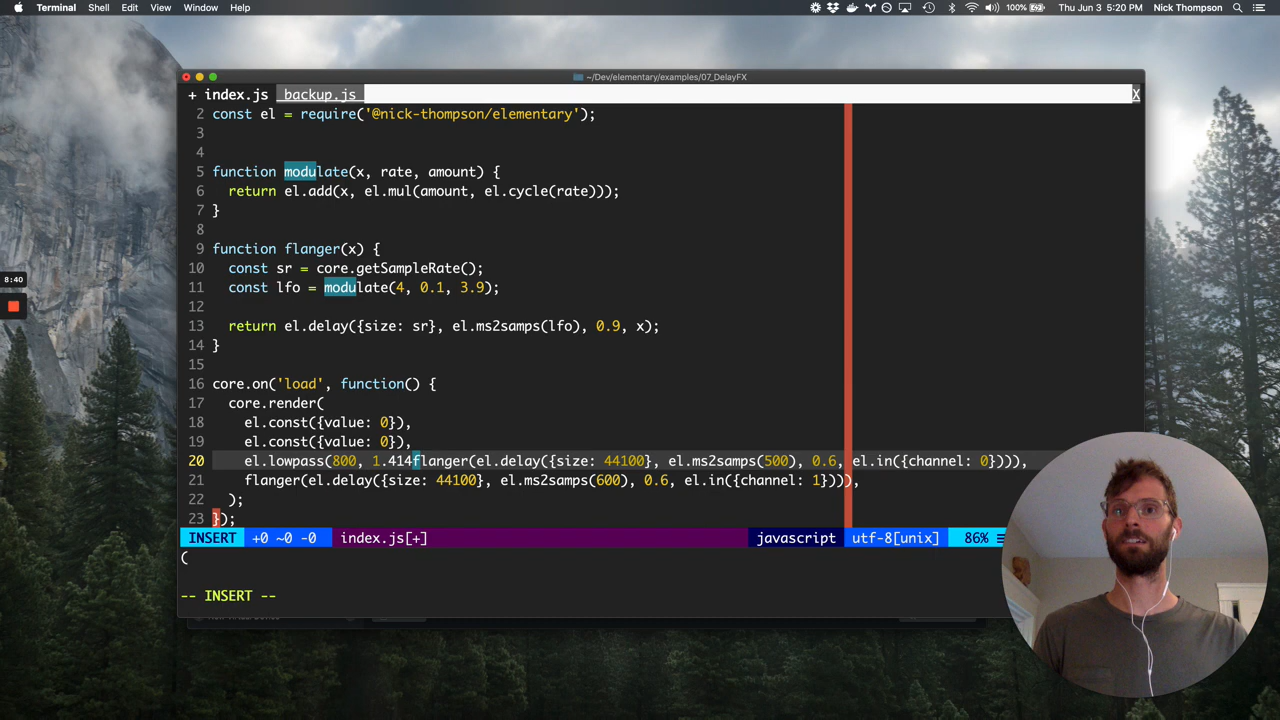 Terminal Shell Edit View Window Help 100% Thu Jun 3 5:20 PM Nick Thompson
~/Dev/elementary/examples/07_DelayFX
+ index.js backup.js X
2 const el = require('@nick-thompson/elementary');
3
4
5 function modulate(x, rate, amount) {
6 return el.add(x, el.mul(amount, el.cycle(rate)));
7 }
8
9 function flanger(x) {
10 const sr = core.getSampleRate();
11 const lfo = modulate(4, 0.1, 3.9);
12
13 return el.delay({size: sr}, el.ms2samps(lfo), 0.9, x);
14 }
15
16 core.on('load', function() {
17 core.render(
18 el.const({value: 0}),
19 el.const({value: 0}),
20 el.lowpass(800, 1.414flanger(el.delay({size: 44100}, el.ms2samps(500), 0.6, el.in({channel: 0}))),
21 flanger(el.delay({size: 44100}, el.ms2samps(600), 0.6, el.in({channel: 1}))),
22 );
23 });
INSERT +0 ~0 -0 index.js[+] javascript utf-8[unix] 86% ≡
(
-- INSERT --
8:40